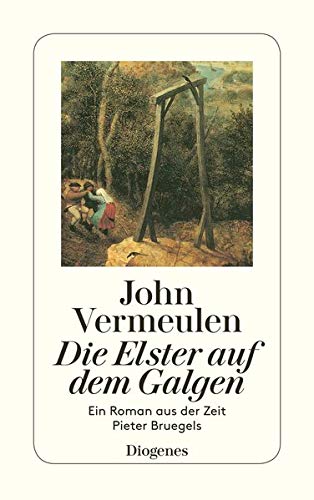 John
Vermeulen
Die Elster auf
dem Galgen
Ein Roman aus der Zeit
Pieter Bruegels
Diogenes